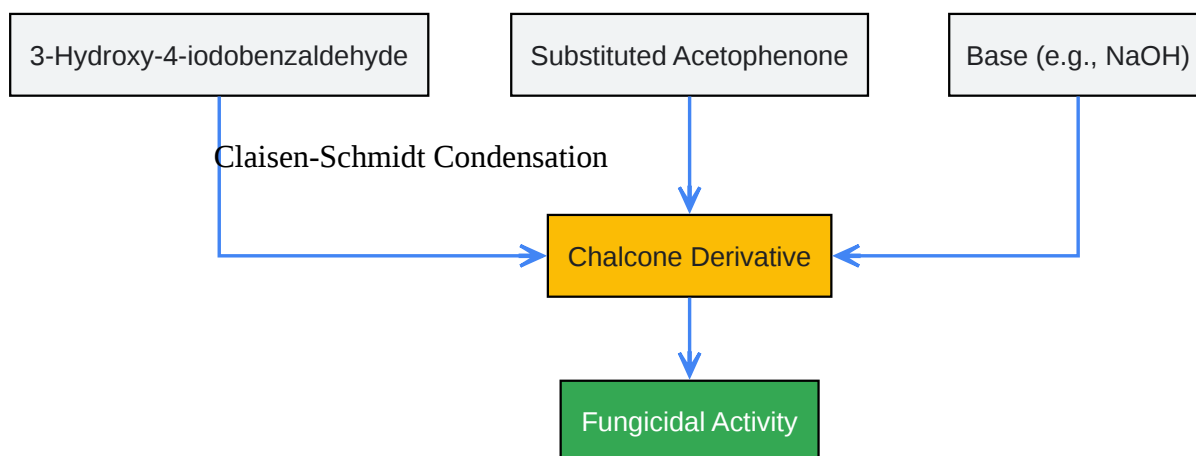 3-Hydroxy-4-iodobenzaldehyde
Substituted Acetophenone
Base (e.g., NaOH)
Claisen-Schmidt Condensation
Chalcone Derivative
Fungicidal Activity